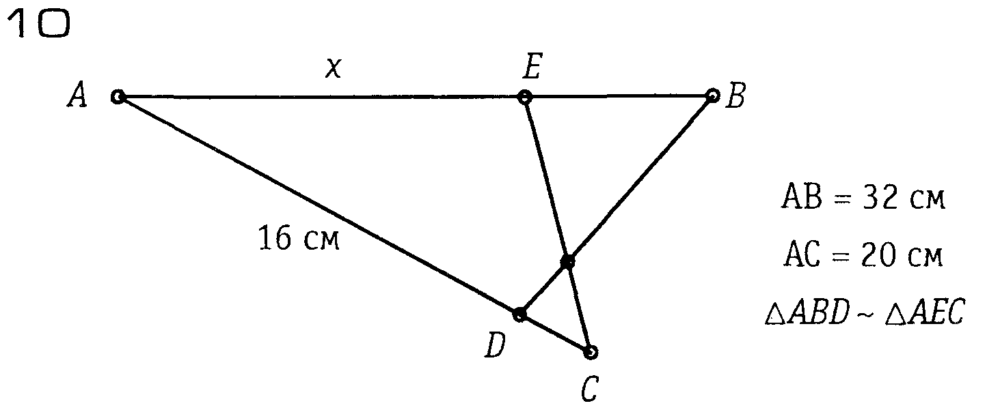 10
x
E
A
B
16 см
D
C
AB = 32 см
AC = 20 см
△ABD ~ △AEC